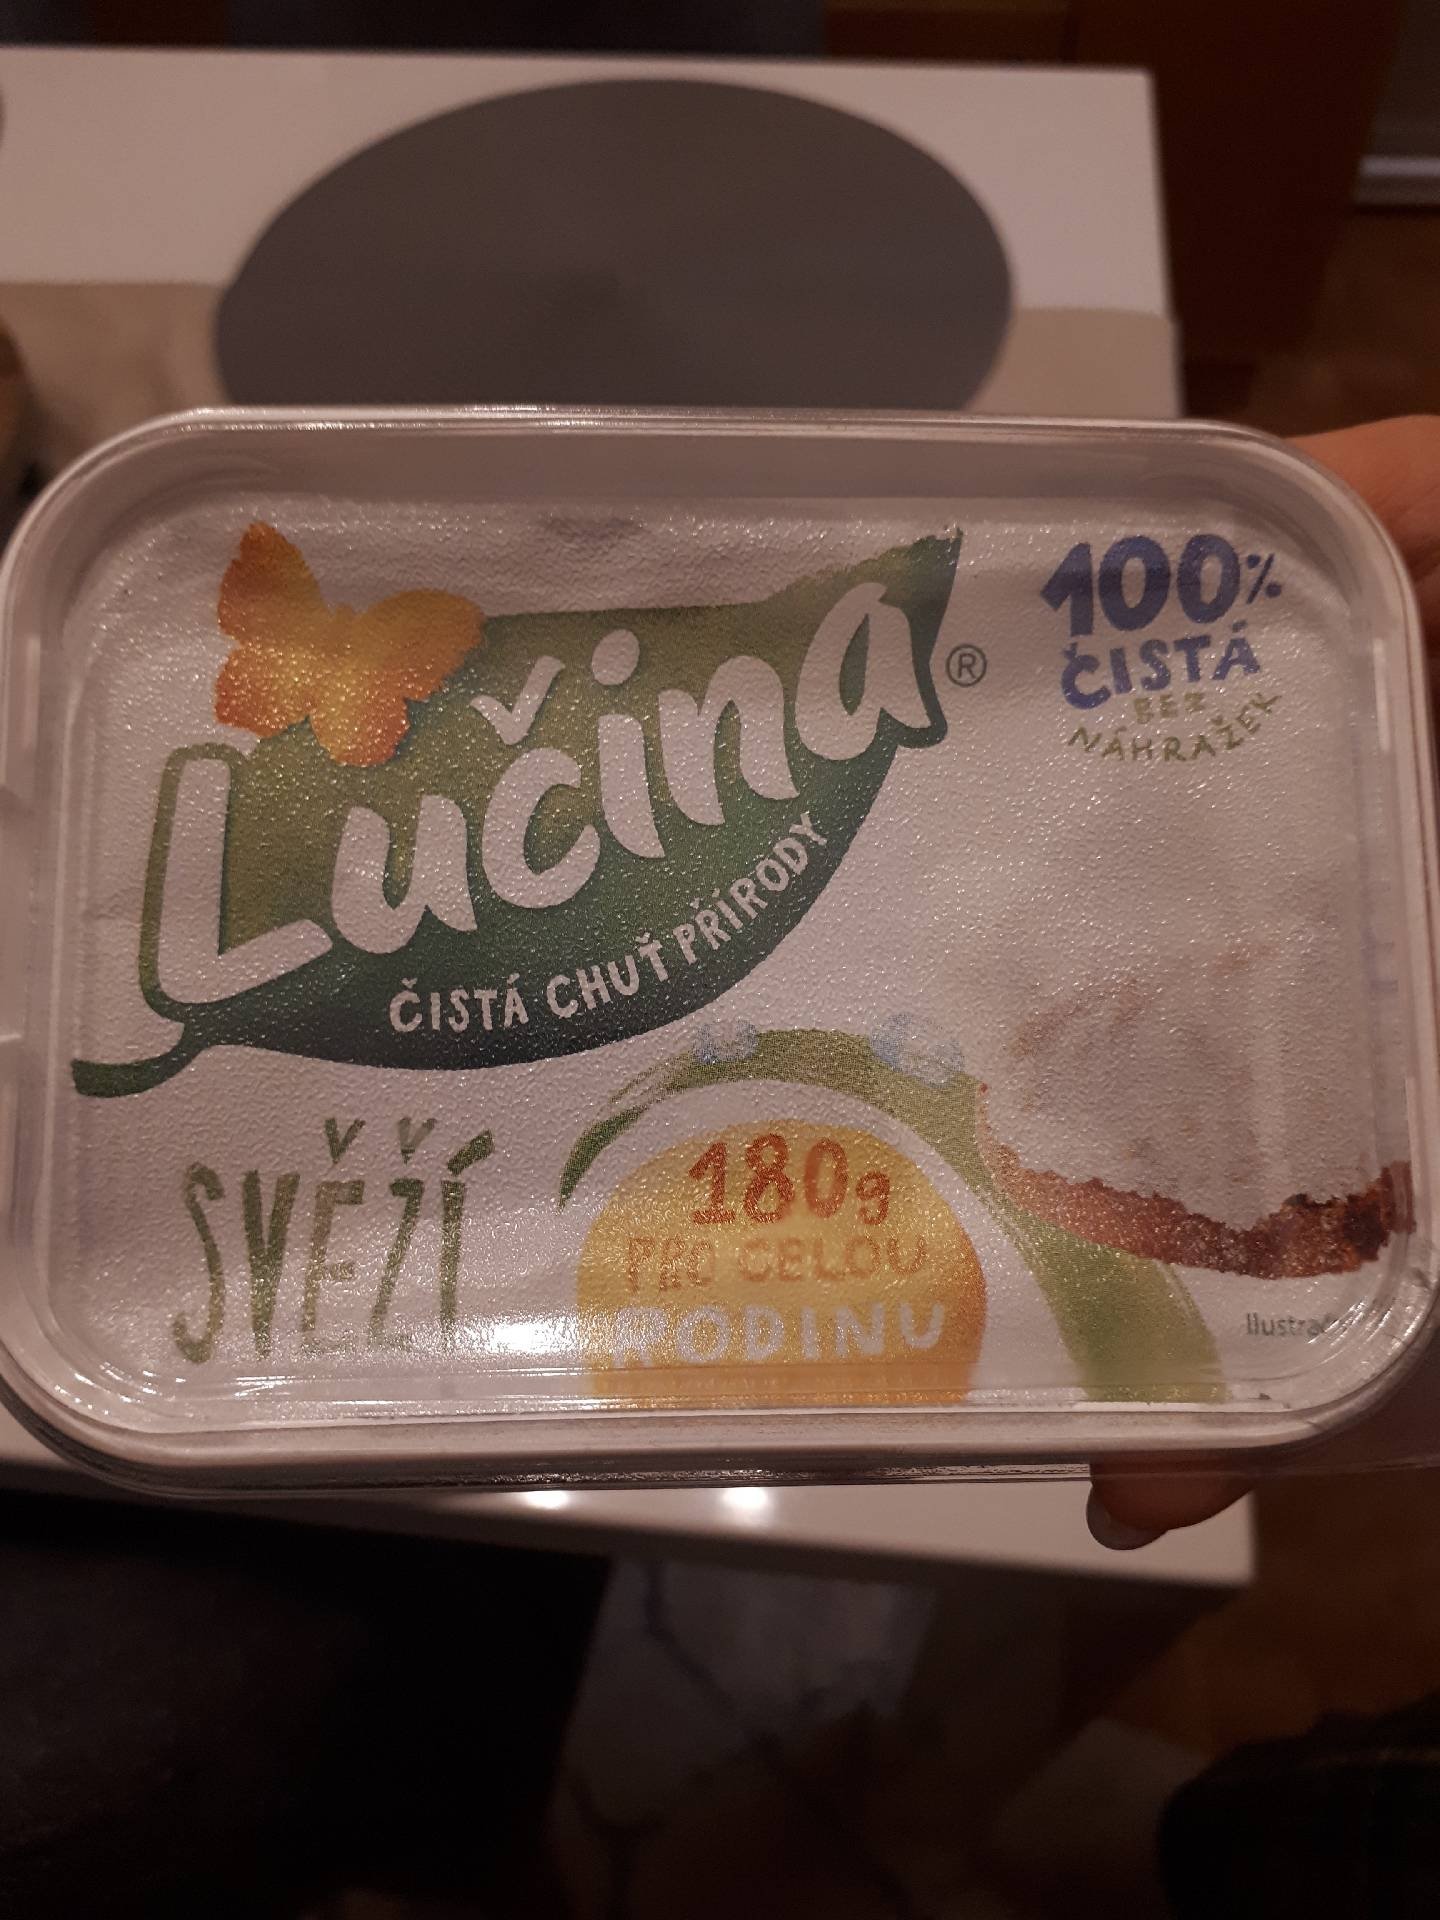 Lučina®
ČISTÁ CHUŤ PŘÍRODY
100%
ČISTÁ
BEZ
NÁHRAŽEK
SVĚŽÍ
180g
PRO CELOU
RODINU